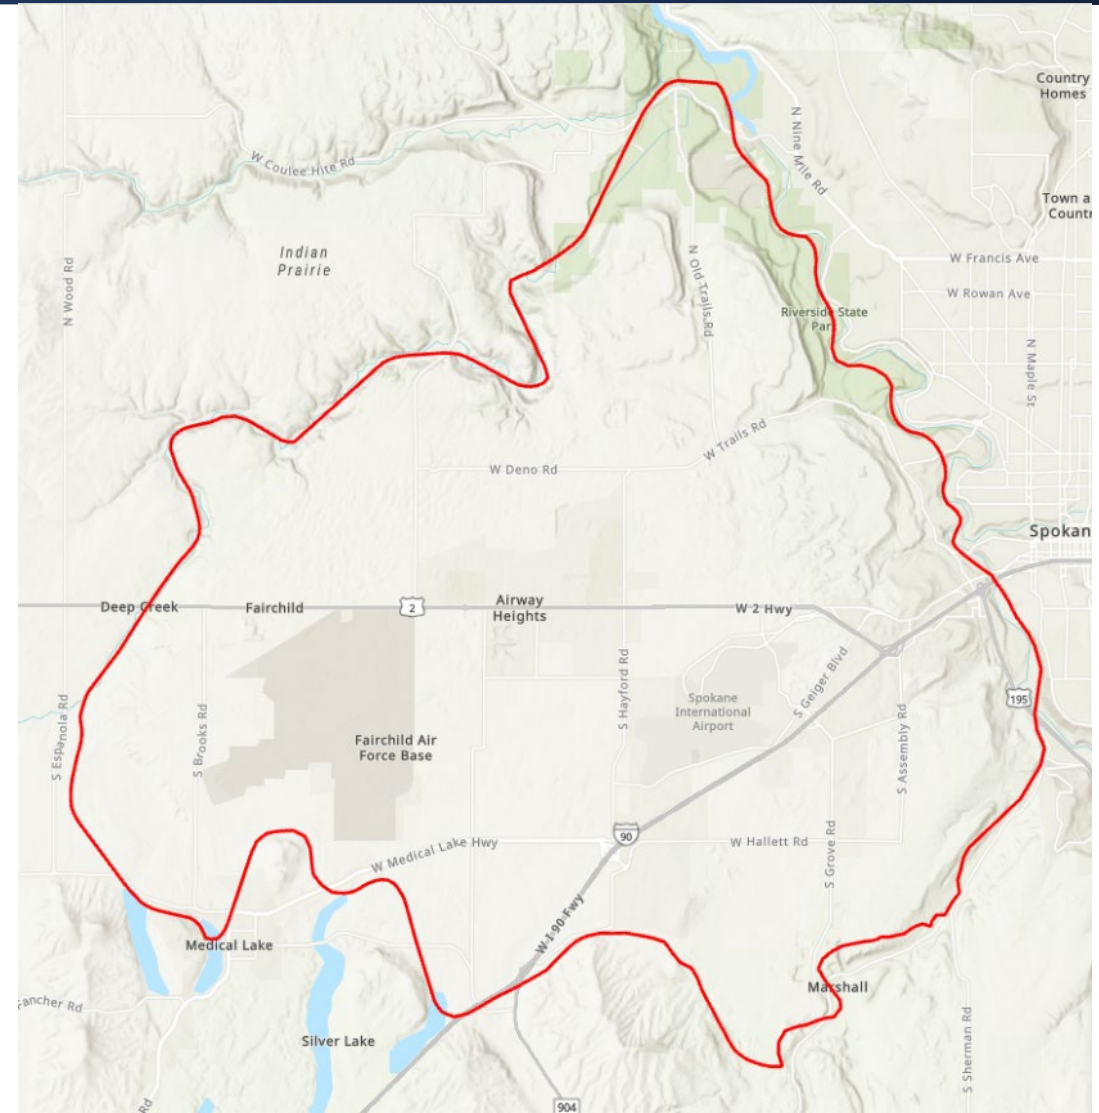 Country
Homes
N Nine Mile Rd
W Coulee Hite Rd
Town a
Count
Indian
Prairie
N Wood Rd
N Old Trails Rd
W Francis Ave
W Rowan Ave
Riverside State
Park
N Maple St
W Trails Rd
W Deno Rd
Spokan
Deep Creek
Fairchild
2
Airway
Heights
W 2 Hwy
S Hayford Rd
S Geiger Blvd
195
Spokane
International
Airport
S Espanola Rd
S Brooks Rd
S Assembly Rd
Fairchild Air
Force Base
90
W Medical Lake Hwy
W Hallett Rd
S Grove Rd
W I-90 Fwy
Medical Lake
Marshall
ancher Rd
Silver Lake
S Sherman Rd
Rd
904